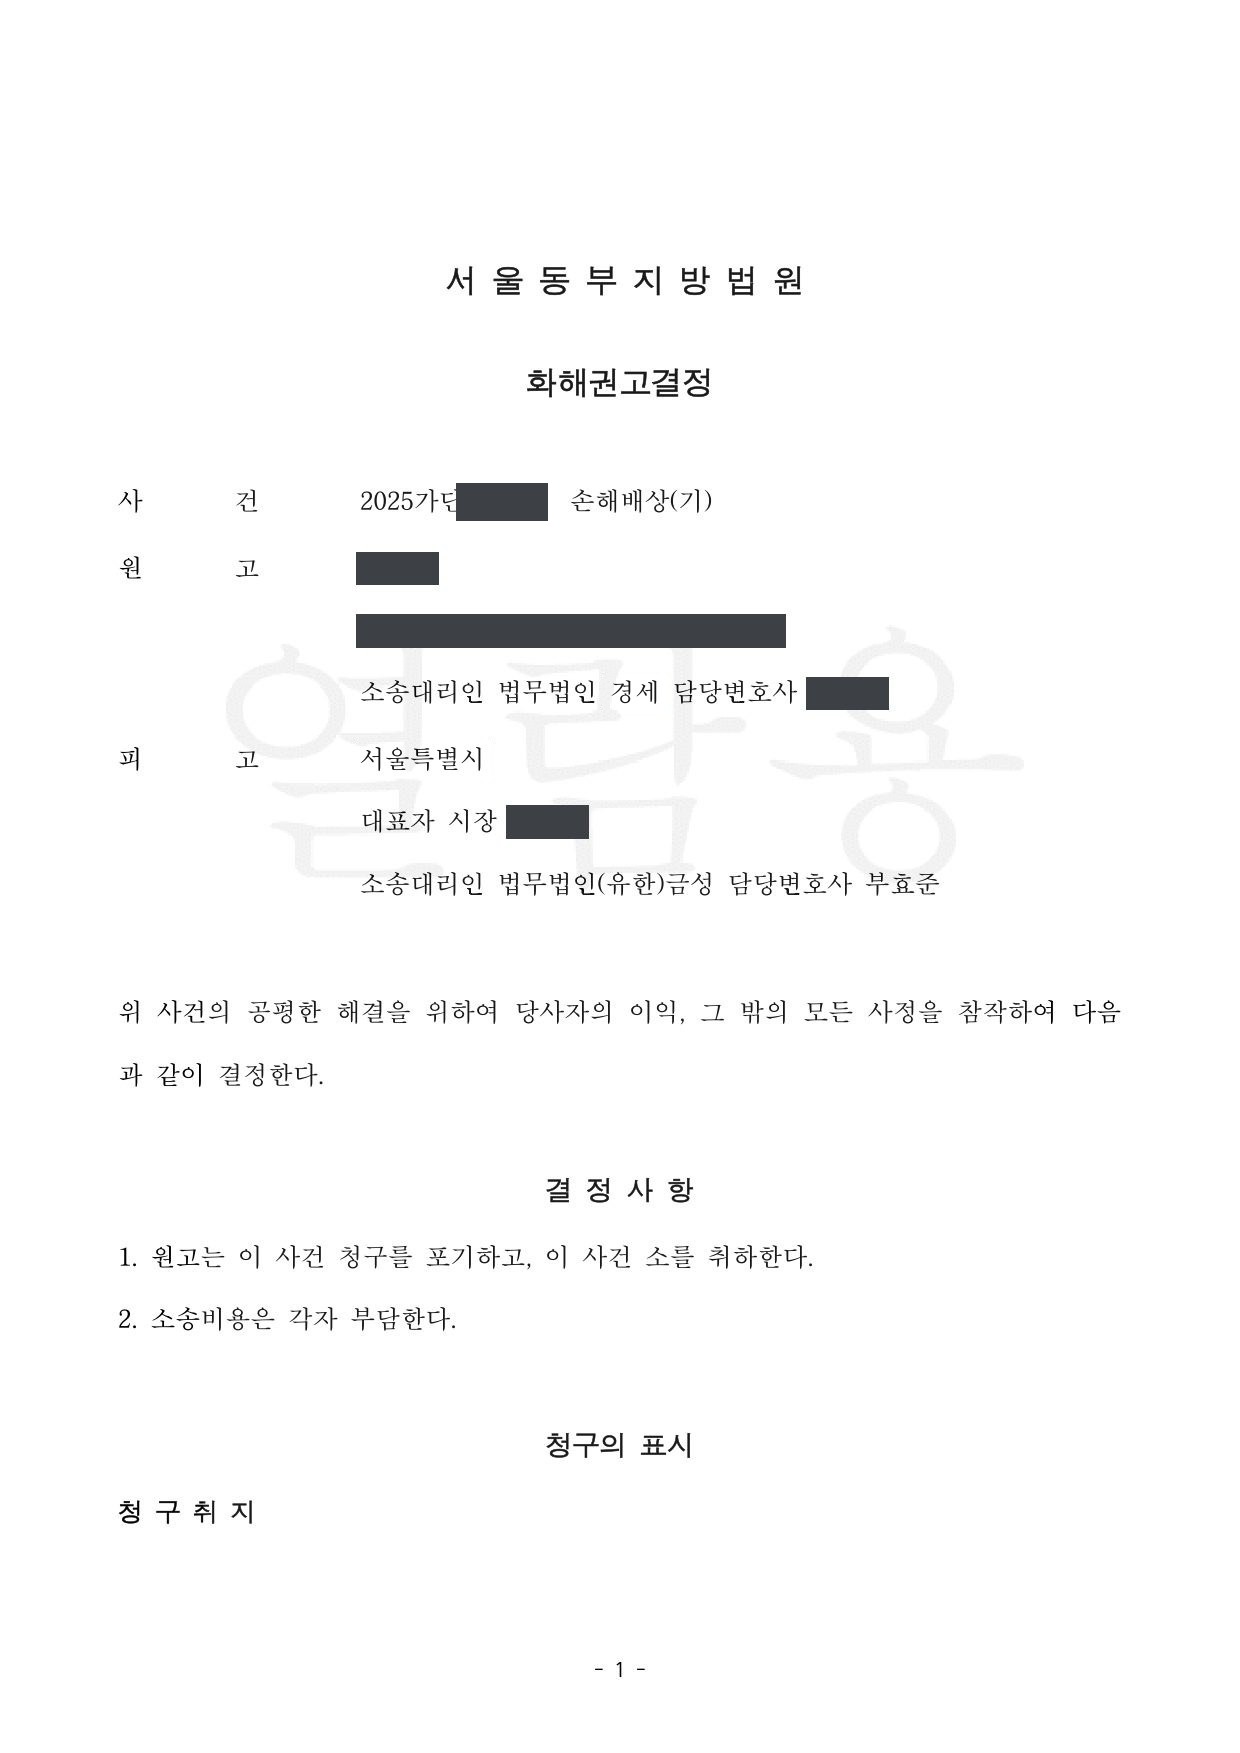 서울동부지방법원
화해권고결정
사 건 2025가단 손해배상(기)
원 고
소송대리인 법무법인 경세 담당변호사
피 고 서울특별시
대표자 시장
소송대리인 법무법인(유한)금성 담당변호사 부효준
위 사건의 공평한 해결을 위하여 당사자의 이익, 그 밖의 모든 사정을 참작하여 다음
과 같이 결정한다.
결 정 사 항
1. 원고는 이 사건 청구를 포기하고, 이 사건 소를 취하한다.
2. 소송비용은 각자 부담한다.
청구의 표시
청 구 취 지
- 1 -
열람용